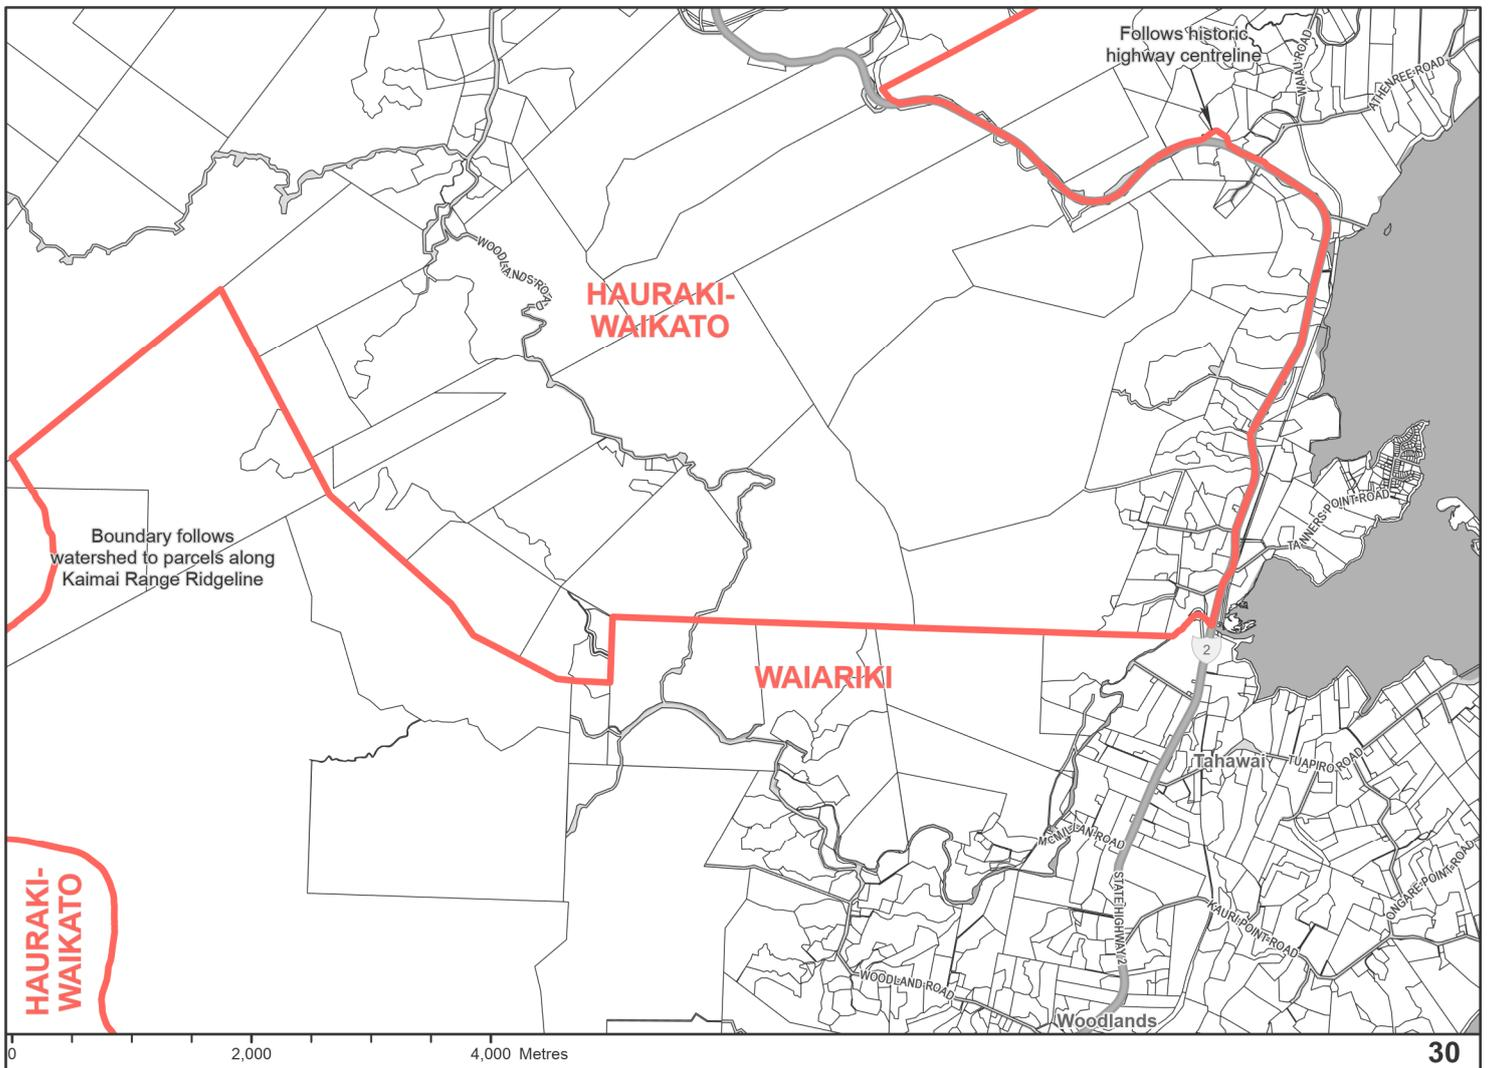 Follows historic
highway centreline
WAIAU ROAD
ATHENREE ROAD
HAURAKI-
WAIKATO
Boundary follows
watershed to parcels along
Kaimai Range Ridgeline
TANNERS POINT ROAD
WAIARIKI
2
Tahawai
TUAPIRO ROAD
MCMILLAN ROAD
HAURAKI-
WAIKATO
STATE HIGHWAY 2
KAURI POINT ROAD
ONGARE POINT ROAD
WOODLAND ROAD
Woodlands
0 2,000 4,000 Metres
30